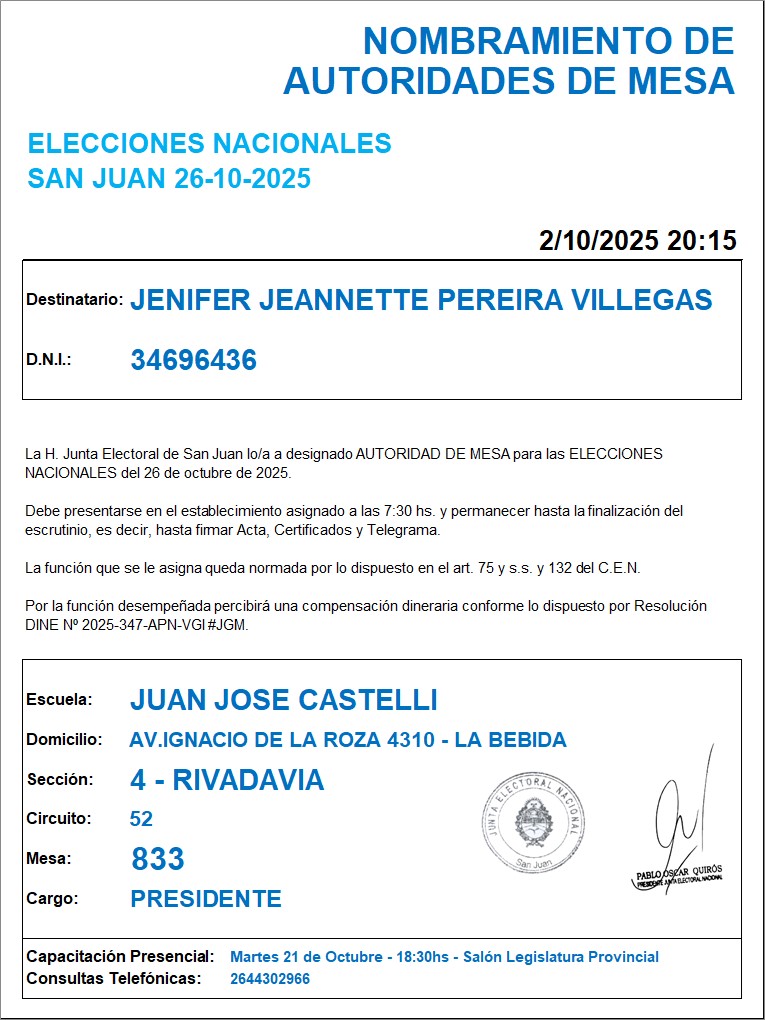 NOMBRAMIENTO DE
AUTORIDADES DE MESA
ELECCIONES NACIONALES
SAN JUAN 26-10-2025
2/10/2025 20:15
Destinatario: JENIFER JEANNETTE PEREIRA VILLEGAS
D.N.I.: 34696436
La H. Junta Electoral de San Juan lo/a a designado AUTORIDAD DE MESA para las ELECCIONES
NACIONALES del 26 de octubre de 2025.
Debe presentarse en el establecimiento asignado a las 7:30 hs. y permanecer hasta la finalización del
escrutinio, es decir, hasta firmar Acta, Certificados y Telegrama.
La función que se le asigna queda normada por lo dispuesto en el art. 75 y s.s. y 132 del C.E.N.
Por la función desempeñada percibirá una compensación dineraria conforme lo dispuesto por Resolución
DINE Nº 2025-347-APN-VGI#JGM.
Escuela: JUAN JOSE CASTELLI
Domicilio: AV.IGNACIO DE LA ROZA 4310 - LA BEBIDA
Sección: 4 - RIVADAVIA
Circuito: 52
Mesa: 833
Cargo: PRESIDENTE
JUNTA ELECTORAL NACIONAL
San Juan
PABLO OSCAR QUIRÓS
PRESIDENTE JUNTA ELECTORAL NACIONAL
Capacitación Presencial: Martes 21 de Octubre - 18:30hs - Salón Legislatura Provincial
Consultas Telefónicas: 2644302966